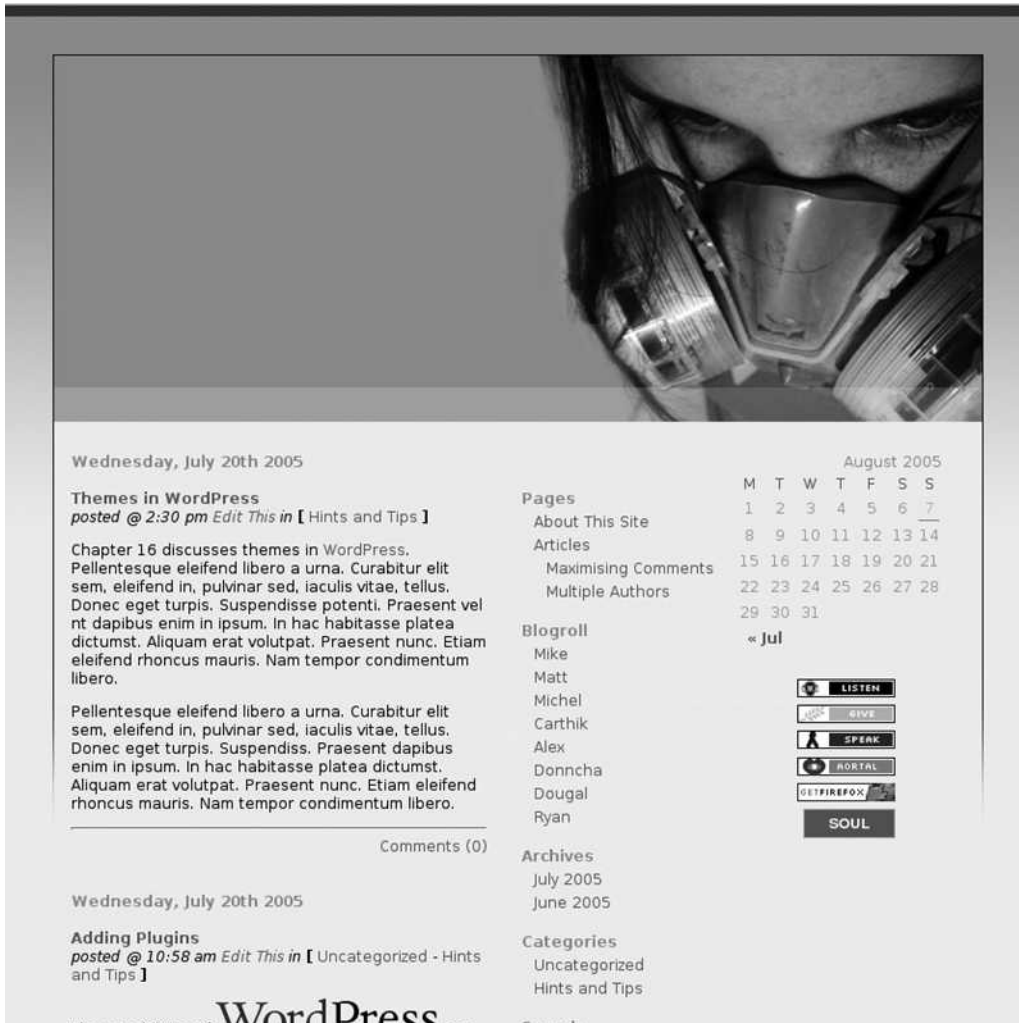 Wednesday, July 20th 2005
Themes in WordPress
posted @ 2:30 pm Edit This in [ Hints and Tips ]
Chapter 16 discusses themes in WordPress.
Pellentesque eleifend libero a urna. Curabitur elit
sem, eleifend in, pulvinar sed, iaculis vitae, tellus.
Donec eget turpis. Suspendisse potenti. Praesent vel
nt dapibus enim in ipsum. In hac habitasse platea
dictumst. Aliquam erat volutpat. Praesent nunc. Etiam
eleifend rhoncus mauris. Nam tempor condimentum
libero.
Pellentesque eleifend libero a urna. Curabitur elit
sem, eleifend in, pulvinar sed, iaculis vitae, tellus.
Donec eget turpis. Suspendiss. Praesent dapibus
enim in ipsum. In hac habitasse platea dictumst.
Aliquam erat volutpat. Praesent nunc. Etiam eleifend
rhoncus mauris. Nam tempor condimentum libero.
Comments (0)
Wednesday, July 20th 2005
Adding Plugins
posted @ 10:58 am Edit This in [ Uncategorized - Hints
and Tips ]
WordPress
Pages
About This Site
Articles
Maximising Comments
Multiple Authors
Blogroll
Mike
Matt
Michel
Carthik
Alex
Donncha
Dougal
Ryan
Archives
July 2005
June 2005
Categories
Uncategorized
Hints and Tips
August 2005
M T W T F S S
1 2 3 4 5 6 7
8 9 10 11 12 13 14
15 16 17 18 19 20 21
22 23 24 25 26 27 28
29 30 31
« Jul
LISTEN
GIVE
SPEAK
AORTAL
GETFIREFOX
SOUL